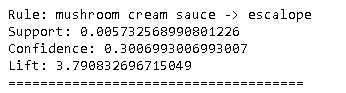 Rule: mushroom cream sauce -> escalope
Support: 0.005732568990801226
Confidence: 0.3006993006993007
Lift: 3.790832696715049
=====================================